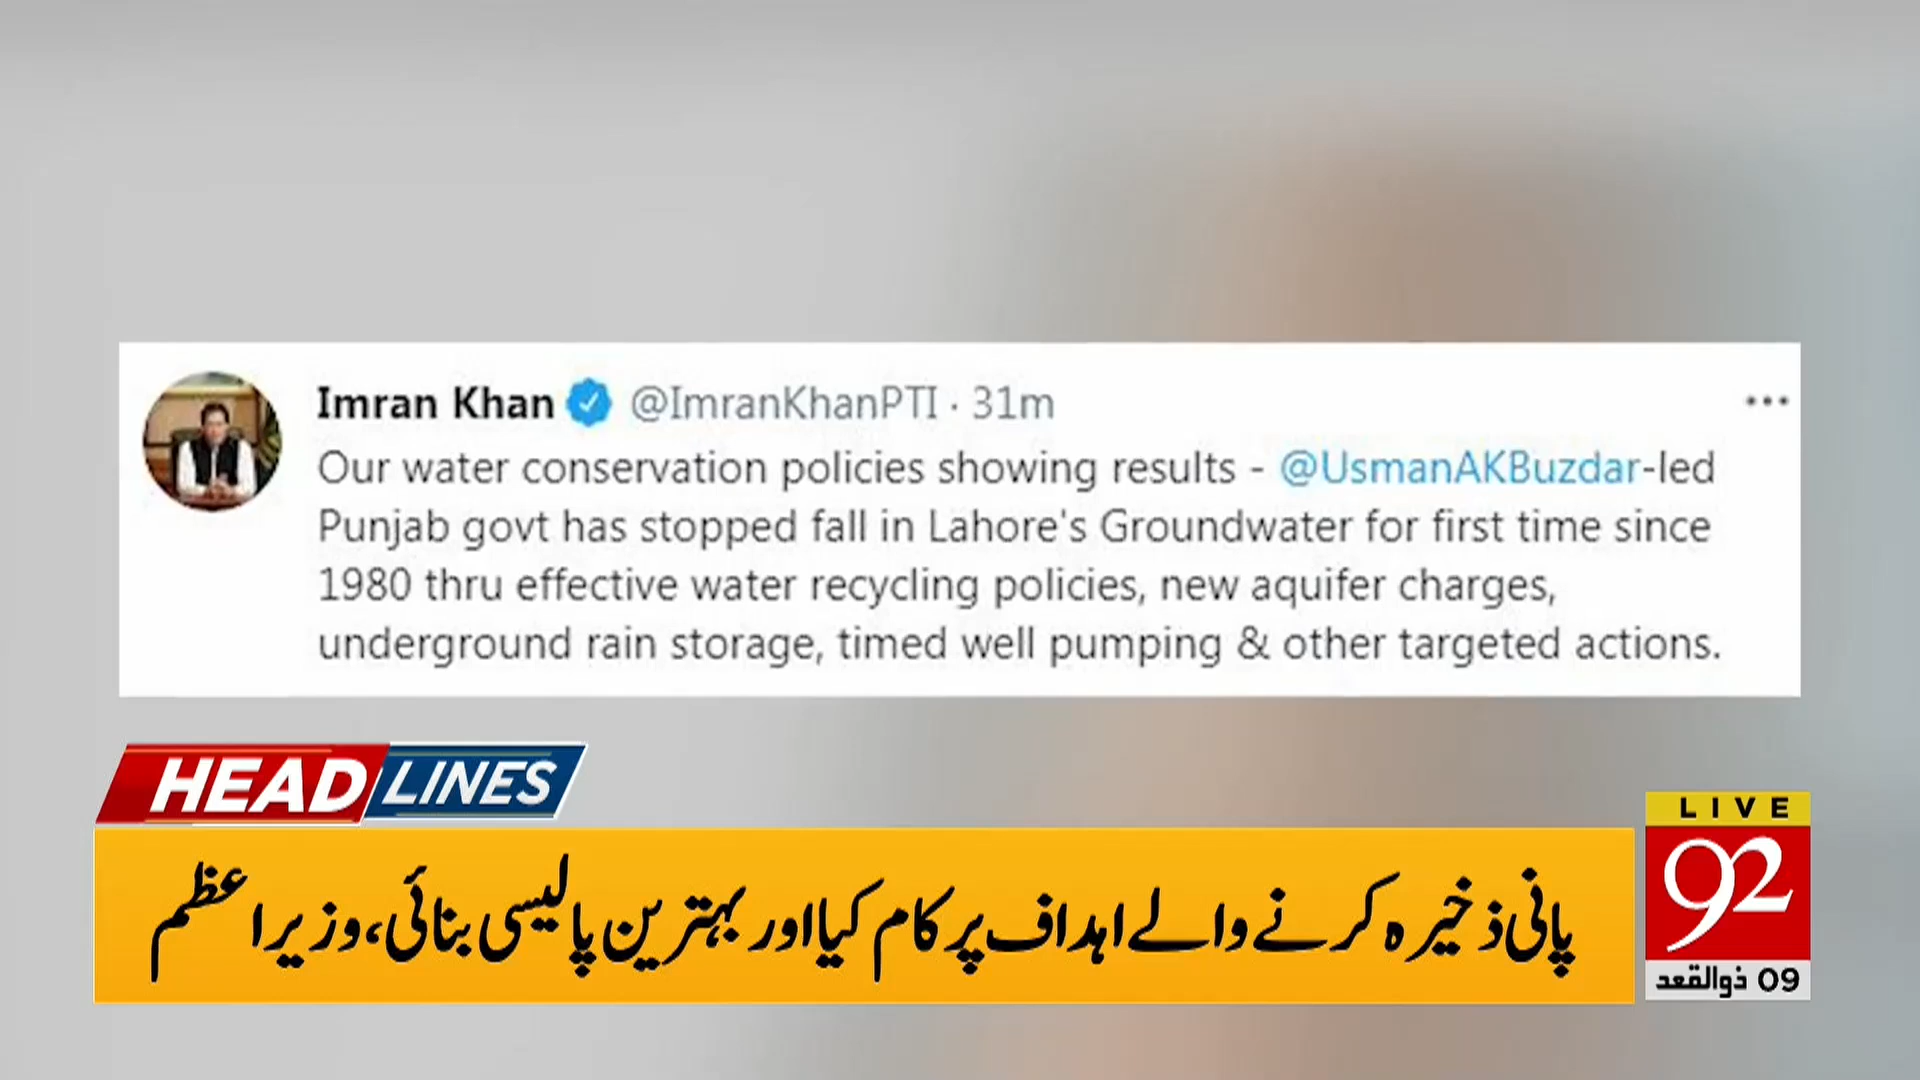 Imran Khan @ImranKhanPTI · 31m
Our water conservation policies showing results - @UsmanAKBuzdar-led
Punjab govt has stopped fall in Lahore's Groundwater for first time since
1980 thru effective water recycling policies, new aquifer charges,
underground rain storage, timed well pumping & other targeted actions.
HEADLINES
پانی ذخیرہ کرنے والے اہداف پر کام کیا اور بہترین پالیسی بنائی، وزیراعظم
LIVE
92
09 ذوالقعد